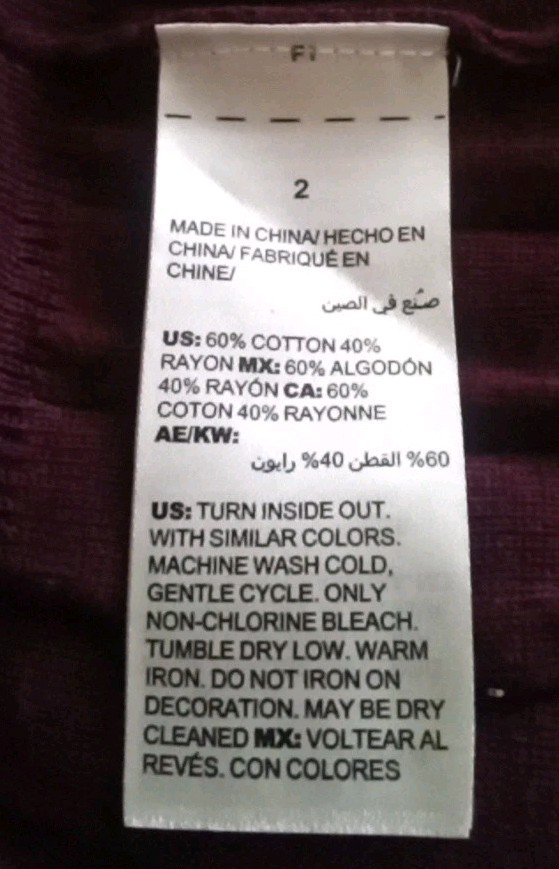 2
MADE IN CHINA/ HECHO EN
CHINA/ FABRIQUÉ EN
CHINE/
صنع في الصين
US: 60% COTTON 40%
RAYON MX: 60% ALGODÓN
40% RAYÓN CA: 60%
COTON 40% RAYONNE
AE/KW:
60% القطن 40% رايون
US: TURN INSIDE OUT.
WITH SIMILAR COLORS.
MACHINE WASH COLD,
GENTLE CYCLE. ONLY
NON-CHLORINE BLEACH.
TUMBLE DRY LOW. WARM
IRON. DO NOT IRON ON
DECORATION. MAY BE DRY
CLEANED MX: VOLTEAR AL
REVÉS. CON COLORES